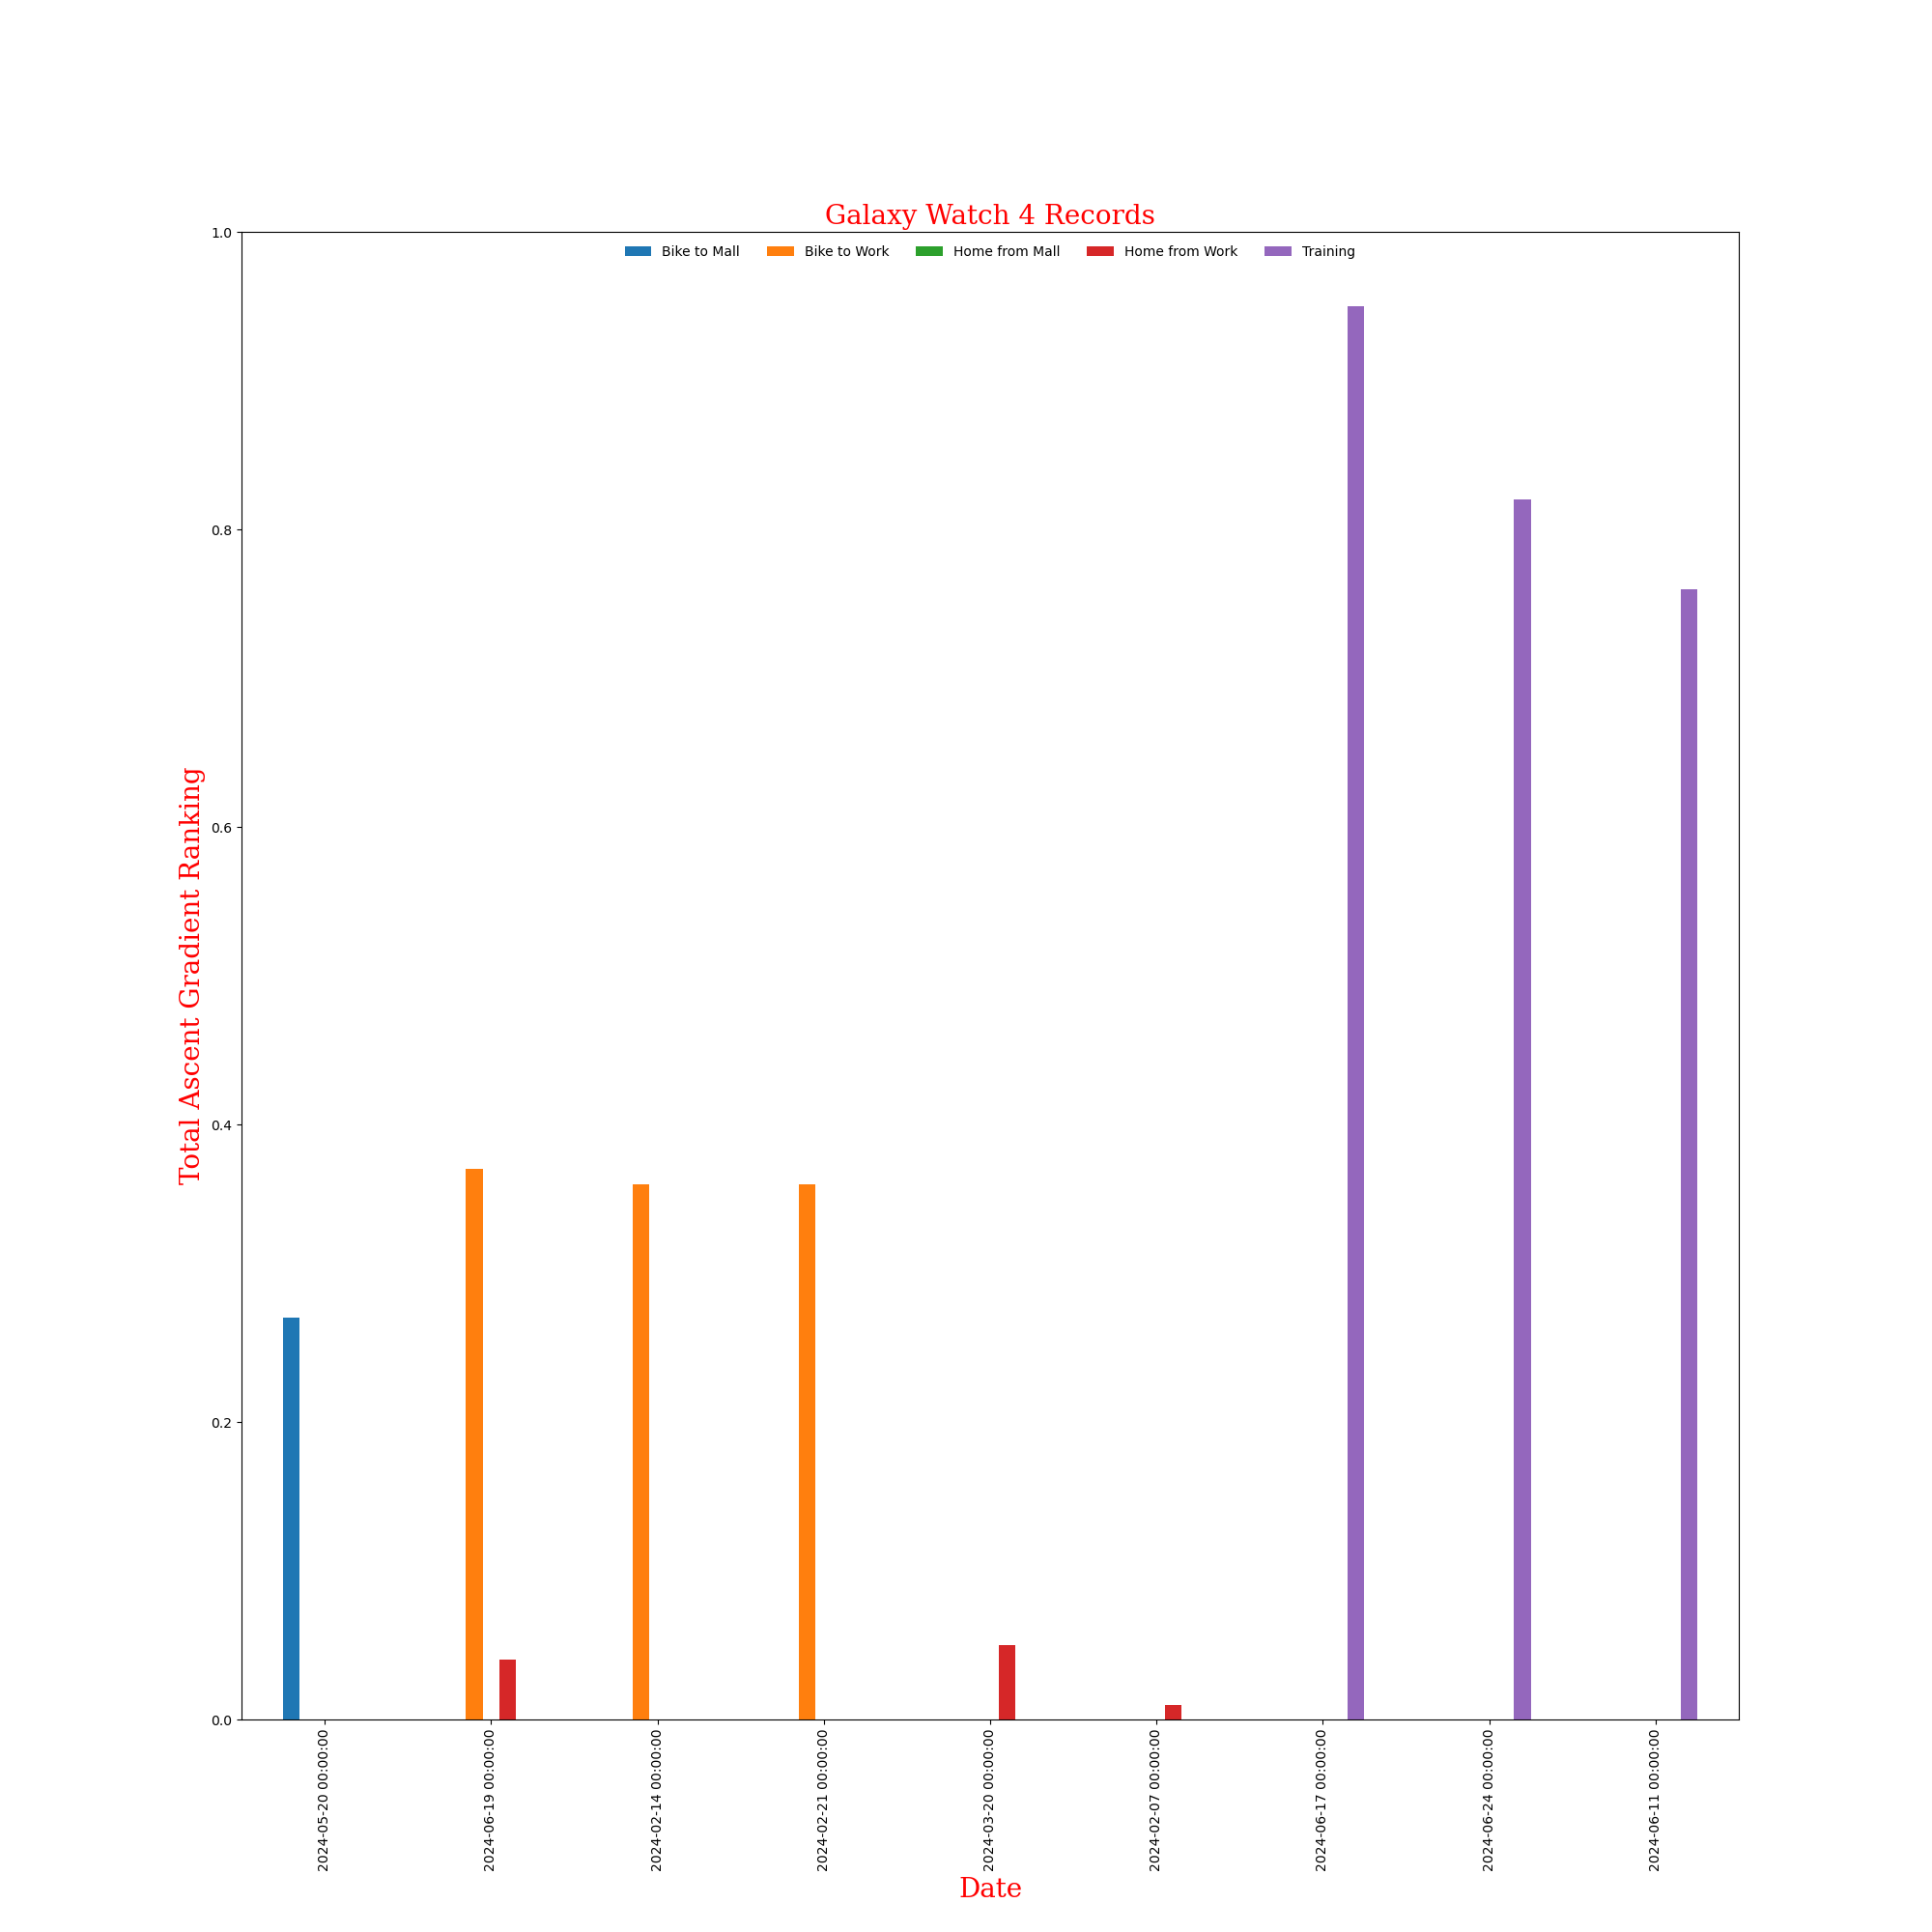 Galaxy Watch 4 Records
Bike to Mall
Bike to Work
Home from Mall
Home from Work
Training
Total Ascent Gradient Ranking
1.0
0.8
0.6
0.4
0.2
0.0
2024-05-20 00:00:00
2024-06-19 00:00:00
2024-02-14 00:00:00
2024-02-21 00:00:00
2024-03-20 00:00:00
2024-02-07 00:00:00
2024-06-17 00:00:00
2024-06-24 00:00:00
2024-06-11 00:00:00
Date